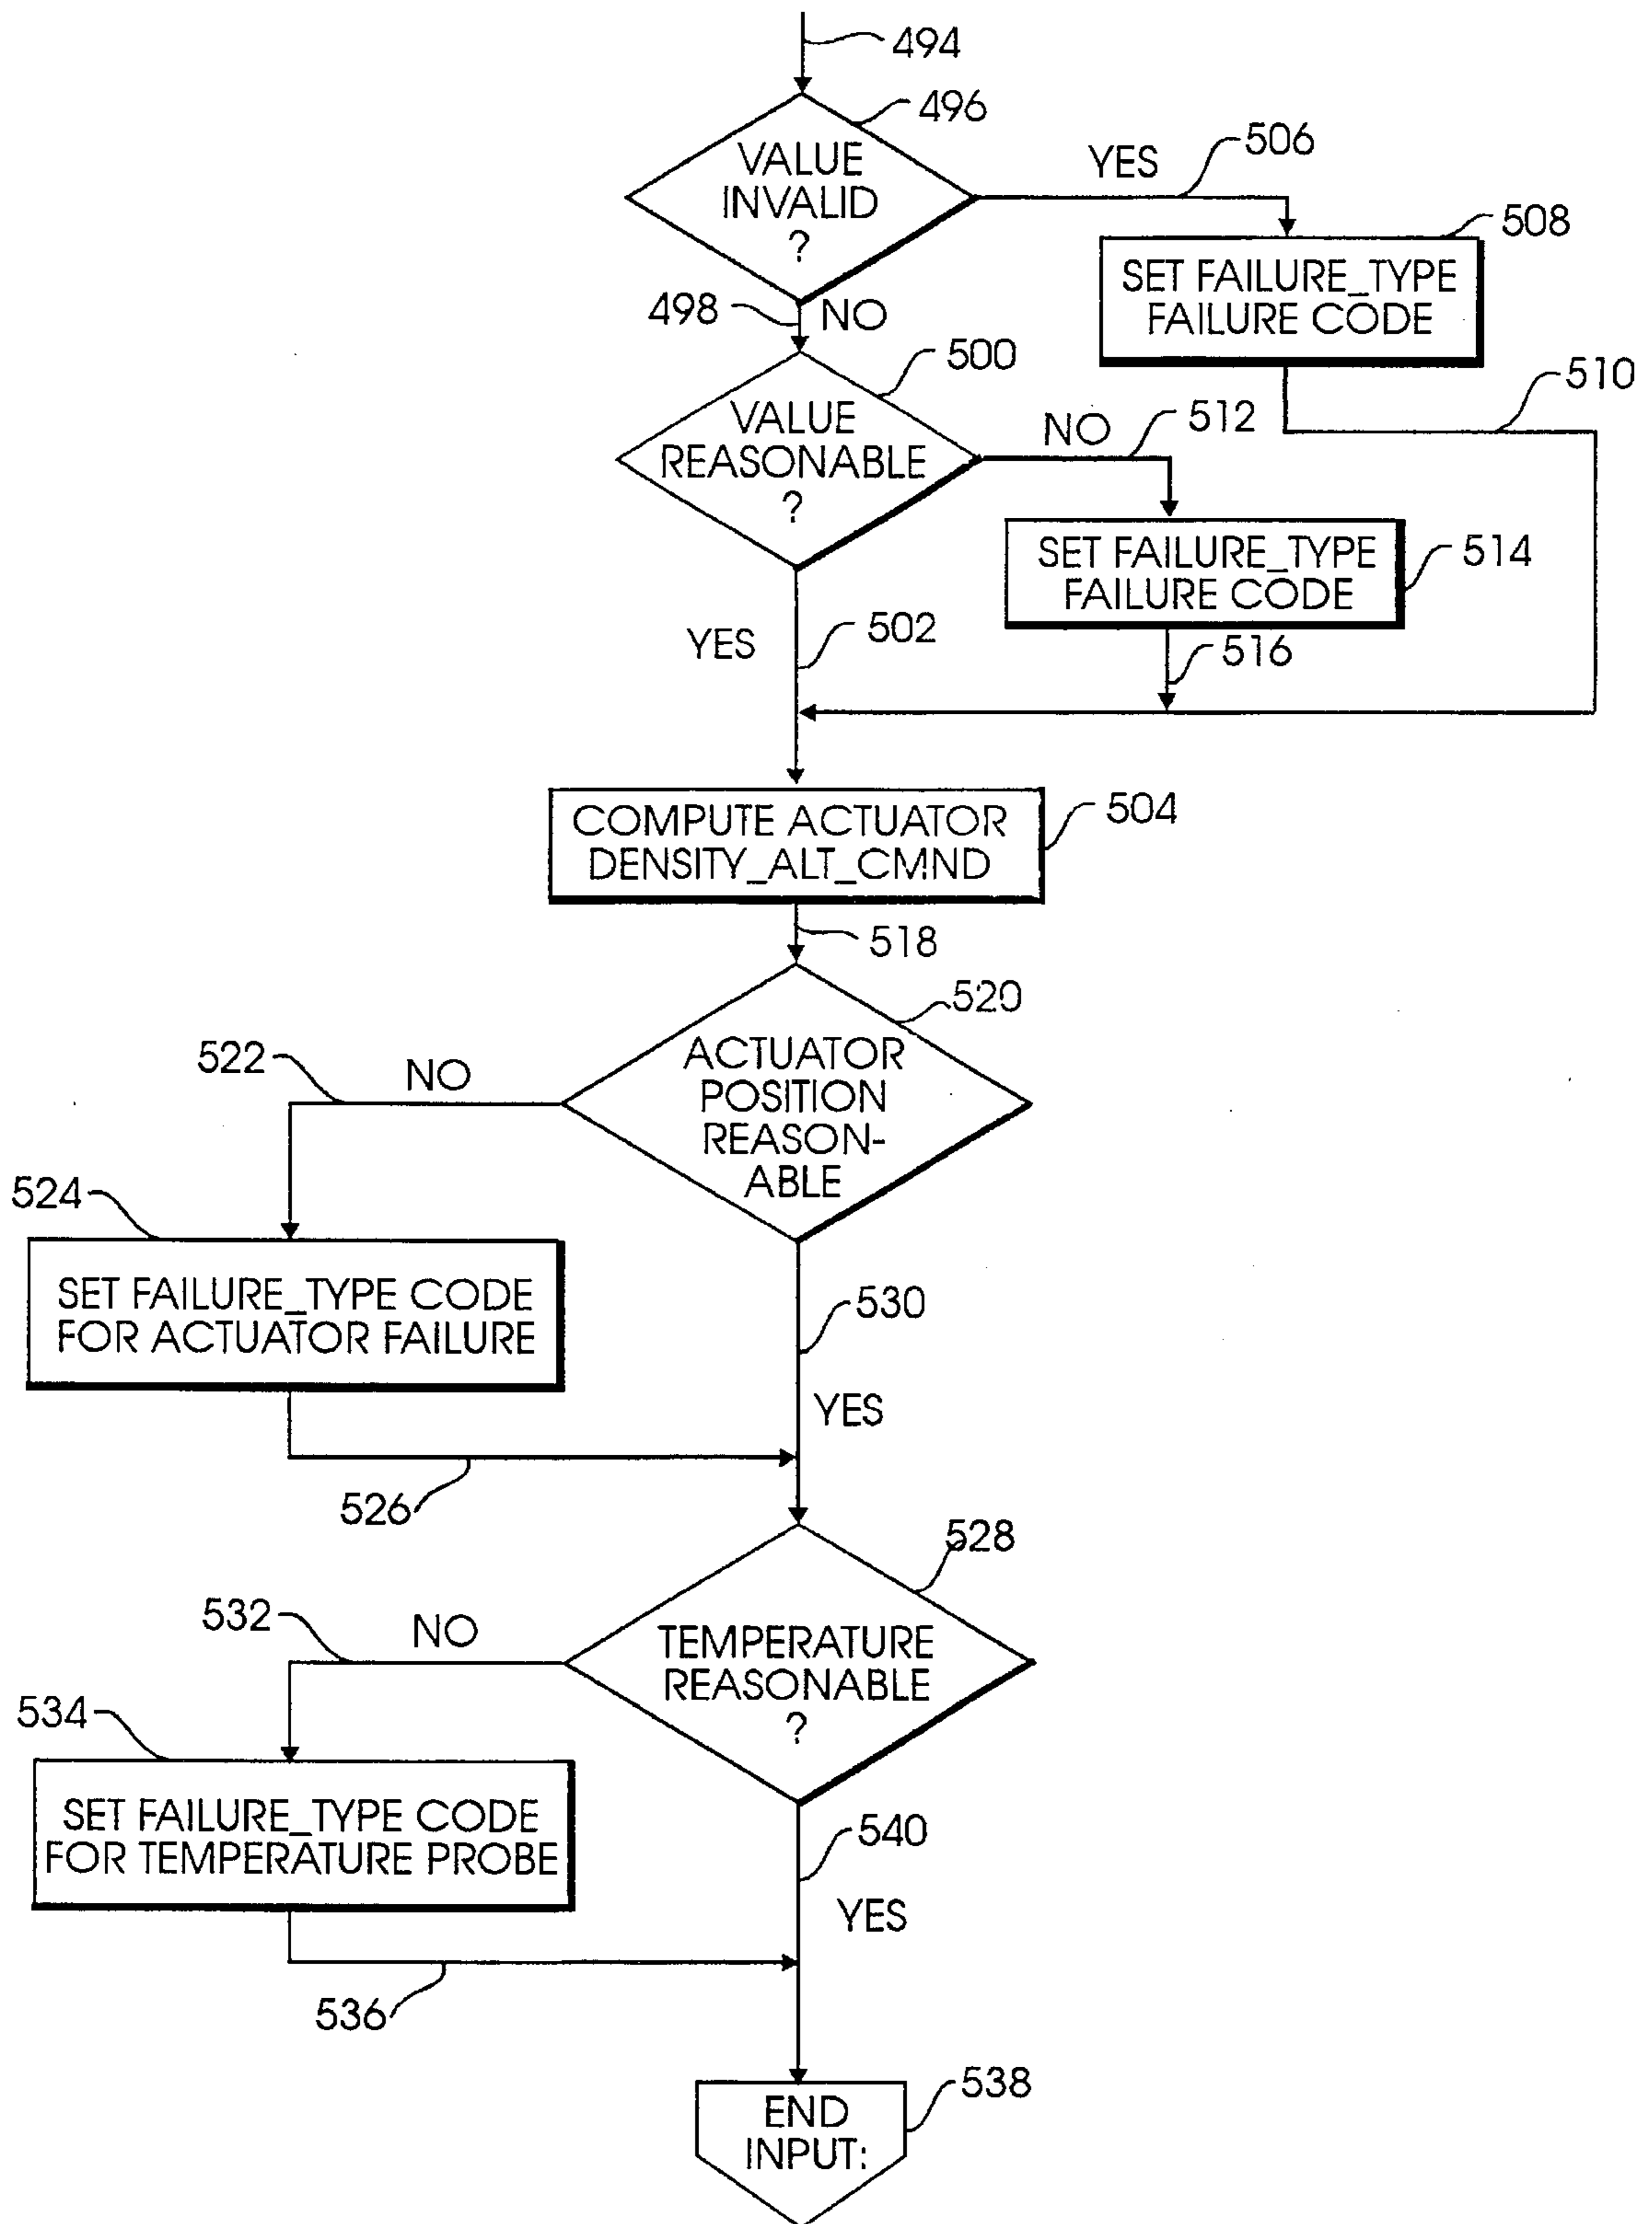 494
496
VALUE
INVALID
?
YES
506
508
SET FAILURE_TYPE
FAILURE CODE
498
NO
510
500
VALUE
REASONABLE
?
NO
512
SET FAILURE_TYPE
FAILURE CODE
514
YES
502
516
COMPUTE ACTUATOR
DENSITY_ALT_CMND
504
518
520
ACTUATOR
POSITION
REASON-
ABLE
522
NO
524
SET FAILURE_TYPE CODE
FOR ACTUATOR FAILURE
530
YES
526
528
TEMPERATURE
REASONABLE
?
532
NO
534
SET FAILURE_TYPE CODE
FOR TEMPERATURE PROBE
540
YES
536
538
END
INPUT: